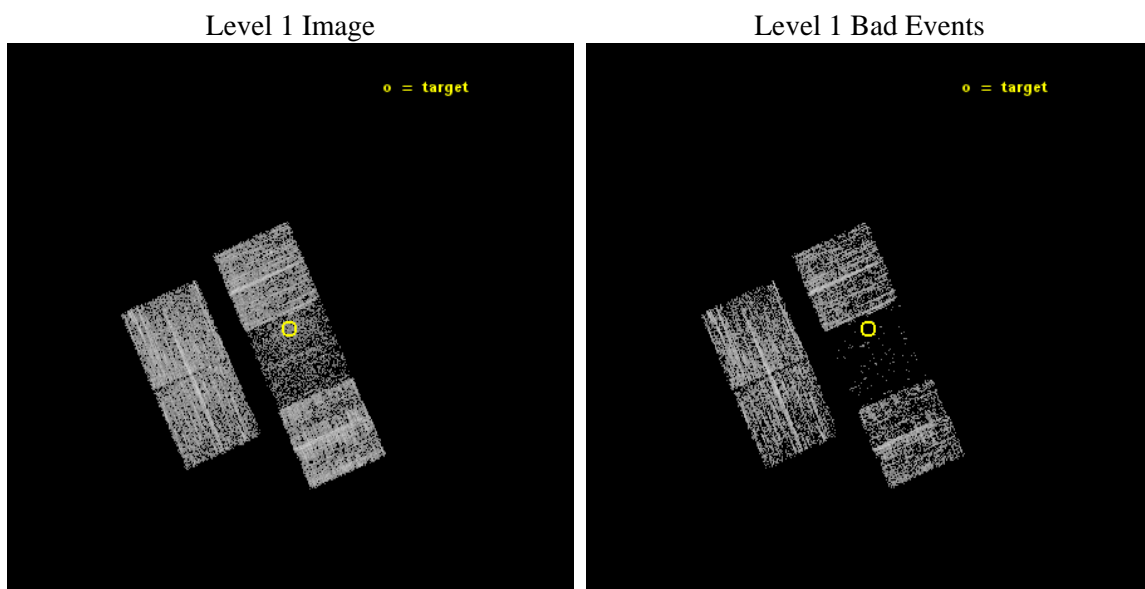 Level 1 Image
Level 1 Bad Events
o = target
o = target